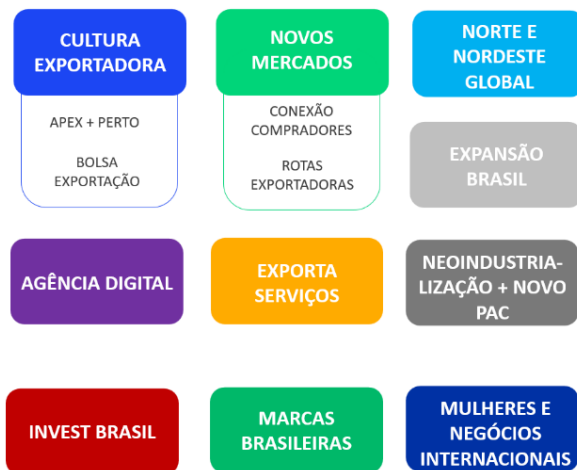 CULTURA
EXPORTADORA
APEX + PERTO
BOLSA
EXPORTAÇÃO
NOVOS
MERCADOS
CONEXÃO
COMPRADORES
ROTAS
EXPORTADORAS
NORTE E
NORDESTE
GLOBAL
EXPANSÃO
BRASIL
AGÊNCIA DIGITAL
EXPORTA
SERVIÇOS
NEOINDUSTRIA-
LIZAÇÃO + NOVO
PAC
INVEST BRASIL
MARCAS
BRASILEIRAS
MULHERES E
NEGÓCIOS
INTERNACIONAIS